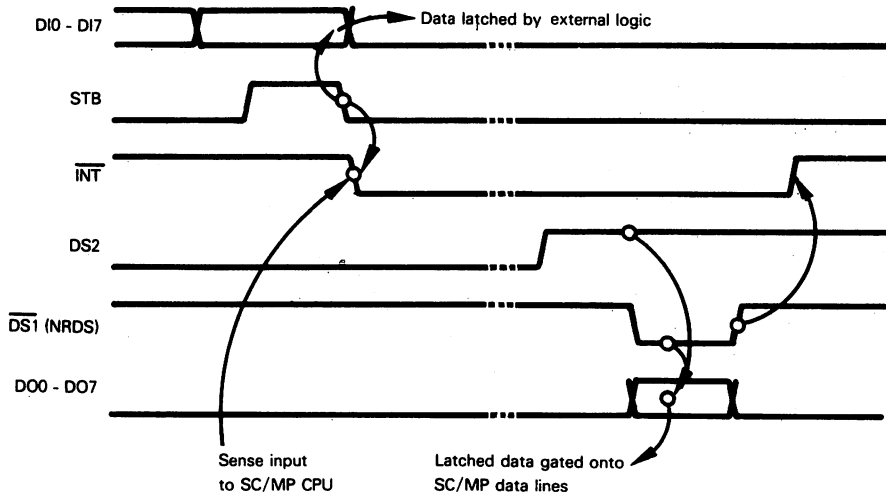 DI0 - DI7
Data latched by external logic
STB
INT
DS2
DS1 (NRDS)
DO0 - DO7
Sense input
to SC/MP CPU
Latched data gated onto
SC/MP data lines